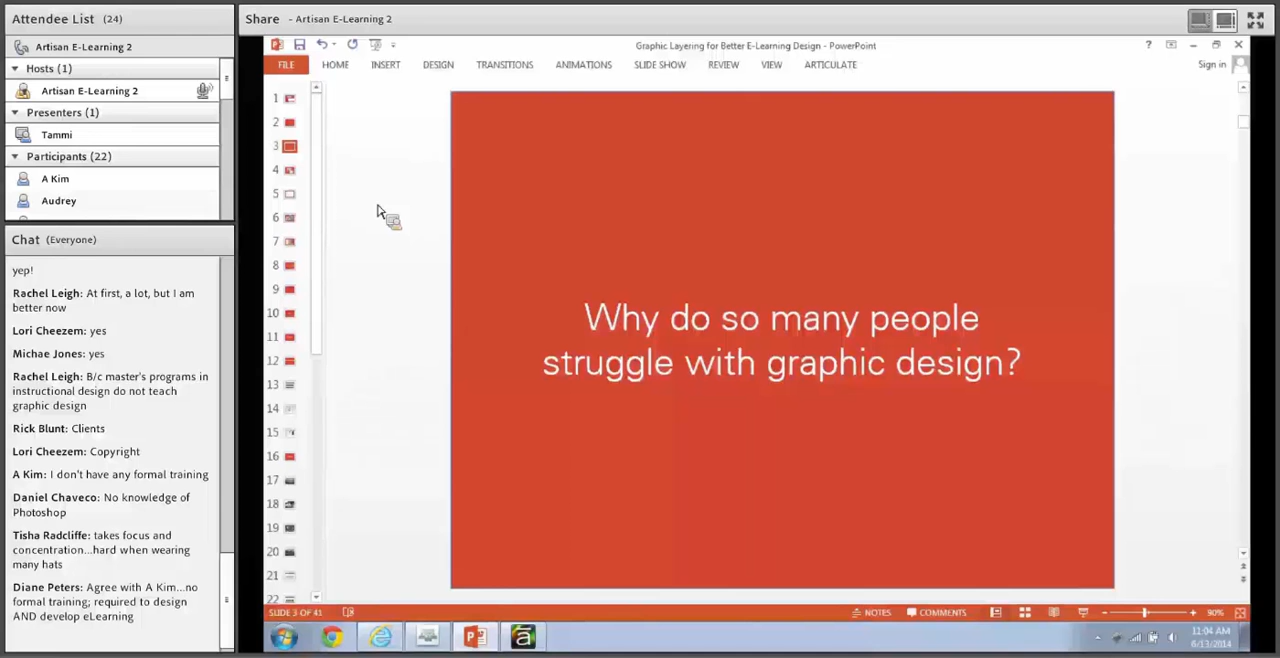 Attendee List (24)
Artisan E-Learning 2
Hosts (1)
Artisan E-Learning 2
Presenters (1)
Tammi
Participants (22)
A Kim
Audrey
Chat (Everyone)
yep!
Rachel Leigh: At first, a lot, but I am
better now
Lori Cheezem: yes
Michae Jones: yes
Rachel Leigh: B/c master's programs in
instructional design do not teach
graphic design
Rick Blunt: Clients
Lori Cheezem: Copyright
A Kim: I don't have any formal training
Daniel Chaveco: No knowledge of
Photoshop
Tisha Radcliffe: takes focus and
concentration...hard when wearing
many hats
Diane Peters: Agree with A Kim...no
formal training; required to design
AND develop eLearning
Share - Artisan E-Learning 2
Graphic Layering for Better E-Learning Design - PowerPoint
?
FILE HOME INSERT DESIGN TRANSITIONS ANIMATIONS SLIDE SHOW REVIEW VIEW ARTICULATE
Sign in
1
2
3
4
5
6
7
8
9
10
11
12
13
14
15
16
17
18
19
20
21
22
Why do so many people
struggle with graphic design?
SLIDE 3 OF 41
NOTES COMMENTS
90%
11:04 AM
6/13/2014